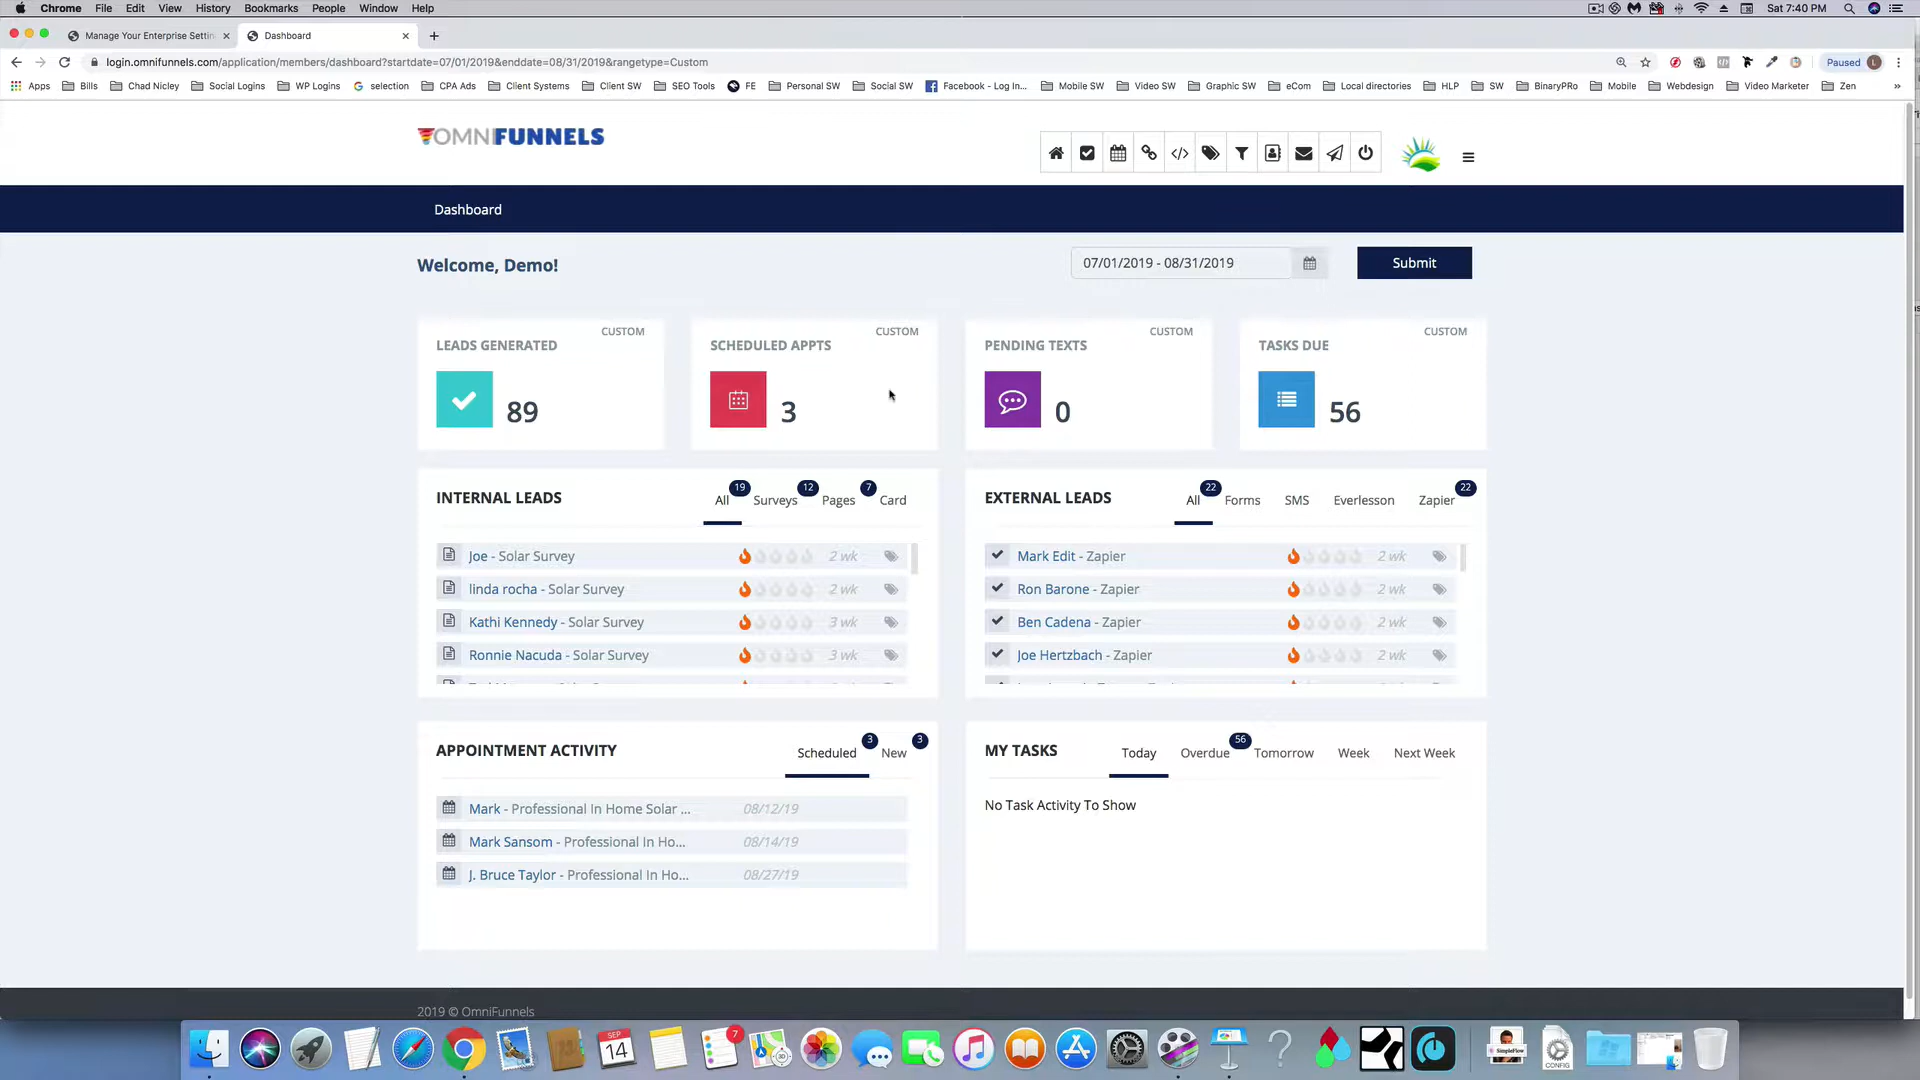 Chrome File Edit View History Bookmarks People Window Help Sat 7:40 PM
Manage Your Enterprise Settin Dashboard
login.omnifunnels.com/application/members/dashboard?startdate=07/01/2019&enddate=08/31/2019&rangetype=Custom Paused L
Apps Bills Chad Nicley Social Logins WP Logins selection CPA Ads Client Systems Client SW SEO Tools FE Personal SW Social SW Facebook - Log In... Mobile SW Video SW Graphic SW eCom Local directories HLP SW BinaryPRo Mobile Webdesign Video Marketer Zen »
OMNIFUNNELS
Dashboard
Welcome, Demo!
07/01/2019 - 08/31/2019 Submit
CUSTOM CUSTOM CUSTOM CUSTOM
LEADS GENERATED SCHEDULED APPTS PENDING TEXTS TASKS DUE
89 3 0 56
INTERNAL LEADS All 19 Surveys 12 Pages 7 Card
Joe - Solar Survey 2 wk
linda rocha - Solar Survey 2 wk
Kathi Kennedy - Solar Survey 3 wk
Ronnie Nacuda - Solar Survey 3 wk
EXTERNAL LEADS All 22 Forms SMS Everlesson Zapier 22
Mark Edit - Zapier 2 wk
Ron Barone - Zapier 2 wk
Ben Cadena - Zapier 2 wk
Joe Hertzbach - Zapier 2 wk
APPOINTMENT ACTIVITY Scheduled 3 New 3
Mark - Professional In Home Solar ... 08/12/19
Mark Sansom - Professional In Ho... 08/14/19
J. Bruce Taylor - Professional In Ho... 08/27/19
MY TASKS Today Overdue 56 Tomorrow Week Next Week
No Task Activity To Show
2019 © OmniFunnels
SEP
14
7
CONFIG